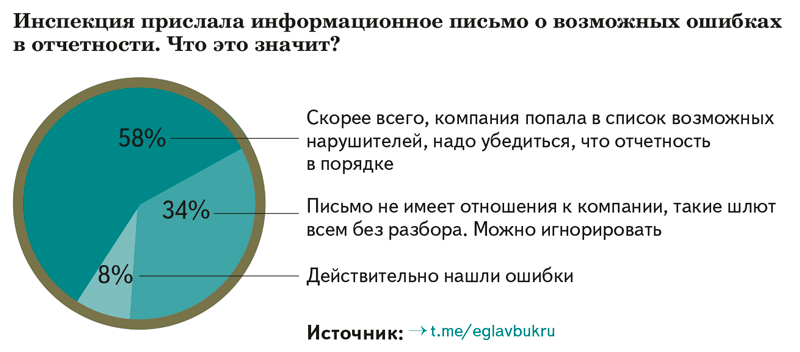 Инспекция прислала информационное письмо о возможных ошибках
в отчетности. Что это значит?
58%
Скорее всего, компания попала в список возможных
нарушителей, надо убедиться, что отчетность
в порядке
34%
Письмо не имеет отношения к компании, такие шлют
всем без разбора. Можно игнорировать
8%
Действительно нашли ошибки
Источник: → t.me/eglavbukru